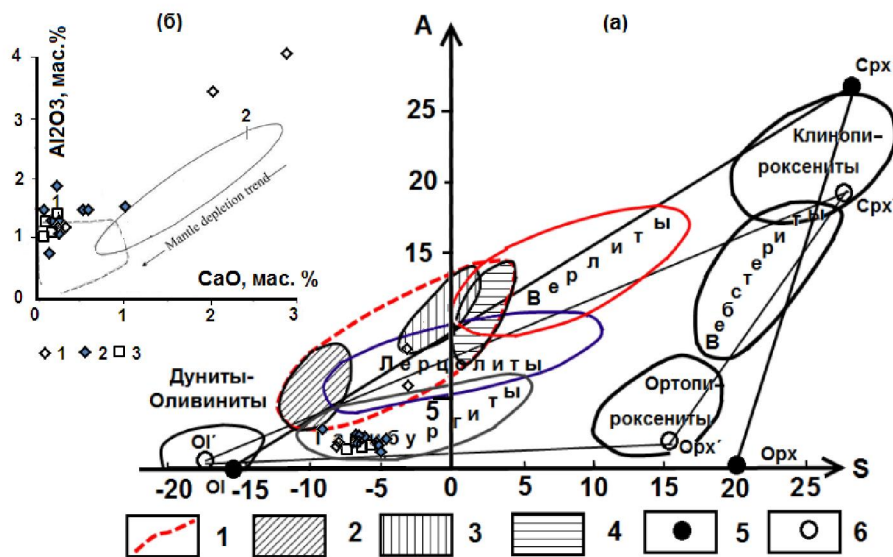 (б)
A
(а)
Al2O3, мас.%
4
3
2
1
0
1
2
Mantle depletion trend
CaO, мас. %
0
1
2
3
1
2
3
25
20
15
5
Cpx
Клинопи-
роксениты
Cpx´
Вебстериты
Верлиты
Лерцолиты
Гарцбургиты
Дуниты-
Оливиниты
Ортопи-
роксениты
Ol´
Ol
Opx´
Opx
-20
-15
-10
-5
0
5
10
15
20
25
S
1
2
3
4
5
6